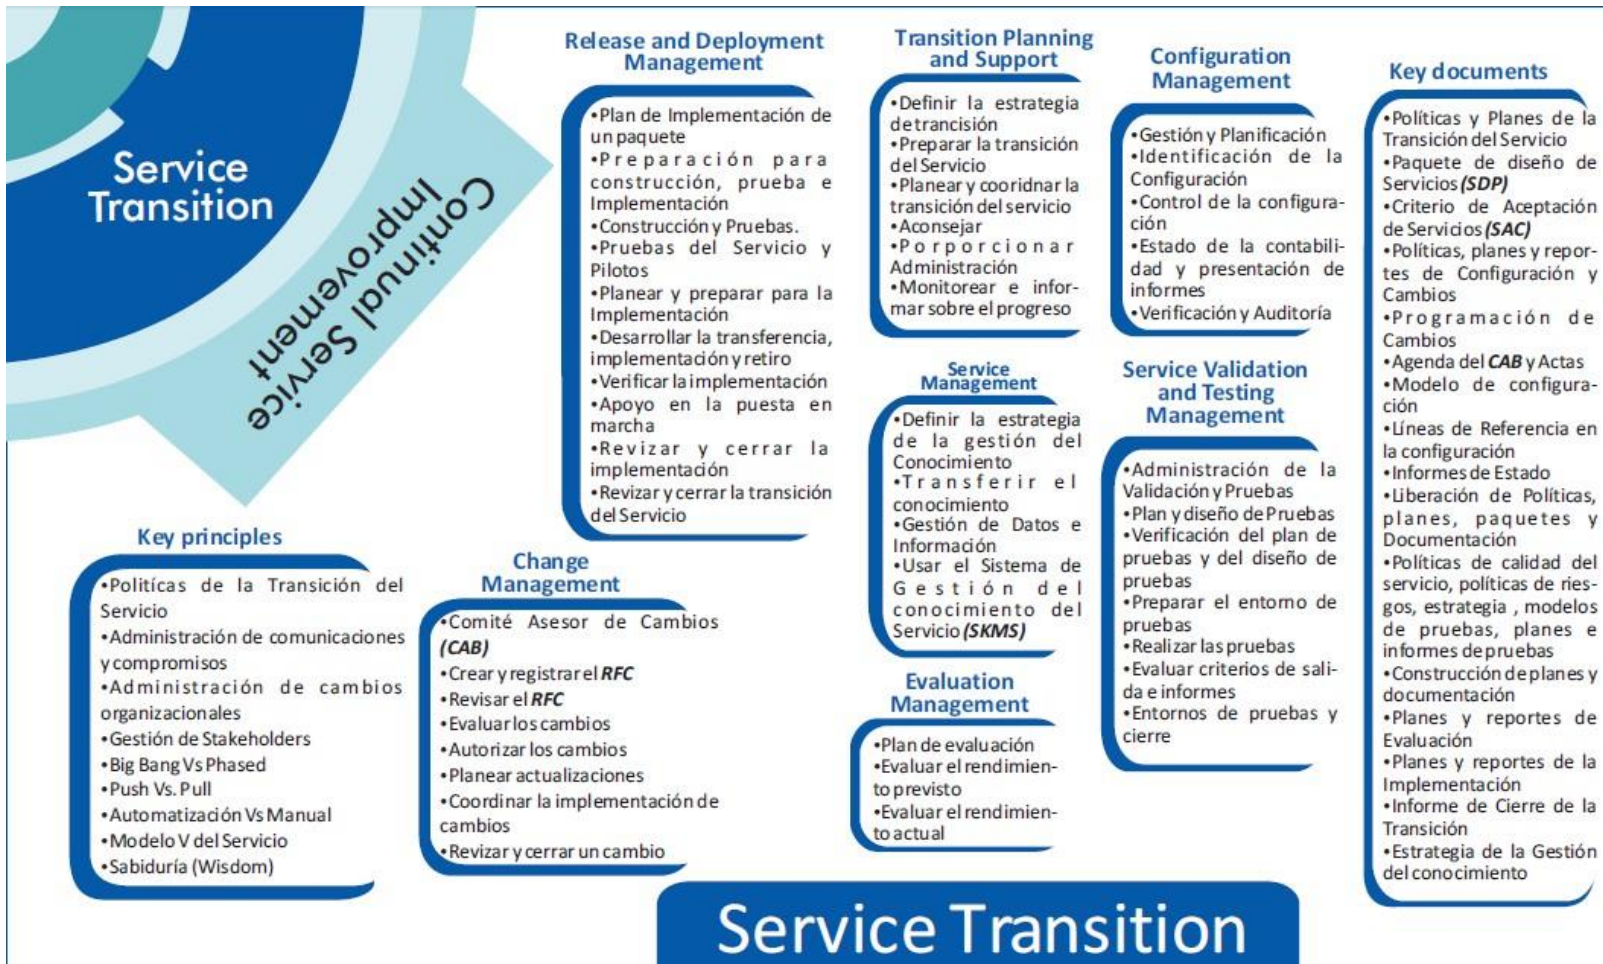 Service
Transition
Continual Service
Improvement
Release and Deployment
Management
•Plan de Implementación de
un paquete
•Preparación para
construcción, prueba e
Implementación
•Construcción y Pruebas.
•Pruebas del Servicio y
Pilotos
•Planear y preparar para la
Implementación
•Desarrollar la transferencia,
implementación y retiro
•Verificar la implementación
•Apoyo en la puesta en
marcha
•Revizar y cerrar la
implementación
•Revizar y cerrar la transición
del Servicio
Transition Planning
and Support
•Definir la estrategia
de trancisión
•Preparar la transición
del Servicio
•Planear y cooridnar la
transición del servicio
•Aconsejar
•Porporcionar
Administración
•Monitorear e infor-
mar sobre el progreso
Configuration
Management
•Gestión y Planificación
•Identificación de la
Configuración
•Control de la configura-
ción
•Estado de la contabili-
dad y presentación de
informes
•Verificación y Auditoría
Key documents
•Políticas y Planes de la
Transición del Servicio
•Paquete de diseño de
Servicios (SDP)
•Criterio de Aceptación
de Servicios (SAC)
•Políticas, planes y repor-
tes de Configuración y
Cambios
•Programación de
Cambios
•Agenda del CAB y Actas
•Modelo de configura-
ción
•Líneas de Referencia en
la configuración
•Informes de Estado
•Liberación de Políticas,
planes, paquetes y
Documentación
•Políticas de calidad del
servicio, políticas de ries-
gos, estrategia , modelos
de pruebas, planes e
informes de pruebas
•Construcción de planes y
documentación
•Planes y reportes de
Evaluación
•Planes y reportes de la
Implementación
•Informe de Cierre de la
Transición
•Estrategia de la Gestión
del conocimiento
Service
Management
•Definir la estrategia
de la gestión del
Conocimiento
•Transferir el
conocimiento
•Gestión de Datos e
Información
•Usar el Sistema de
Gestión del
conocimiento del
Servicio (SKMS)
Service Validation
and Testing
Management
•Administración de la
Validación y Pruebas
•Plan y diseño de Pruebas
•Verificación del plan de
pruebas y del diseño de
pruebas
•Preparar el entorno de
pruebas
•Realizar las pruebas
•Evaluar criterios de sali-
da e informes
•Entornos de pruebas y
cierre
Key principles
•Politícas de la Transición del
Servicio
•Administración de comunicaciones
y compromisos
•Administración de cambios
organizacionales
•Gestión de Stakeholders
•Big Bang Vs Phased
•Push Vs. Pull
•Automatización Vs Manual
•Modelo V del Servicio
•Sabiduría (Wisdom)
Change
Management
•Comité Asesor de Cambios
(CAB)
•Crear y registrar el RFC
•Revisar el RFC
•Evaluar los cambios
•Autorizar los cambios
•Planear actualizaciones
•Coordinar la implementación de
cambios
•Revizar y cerrar un cambio
Evaluation
Management
•Plan de evaluación
•Evaluar el rendimien-
to previsto
•Evaluar el rendimien-
to actual
Service Transition